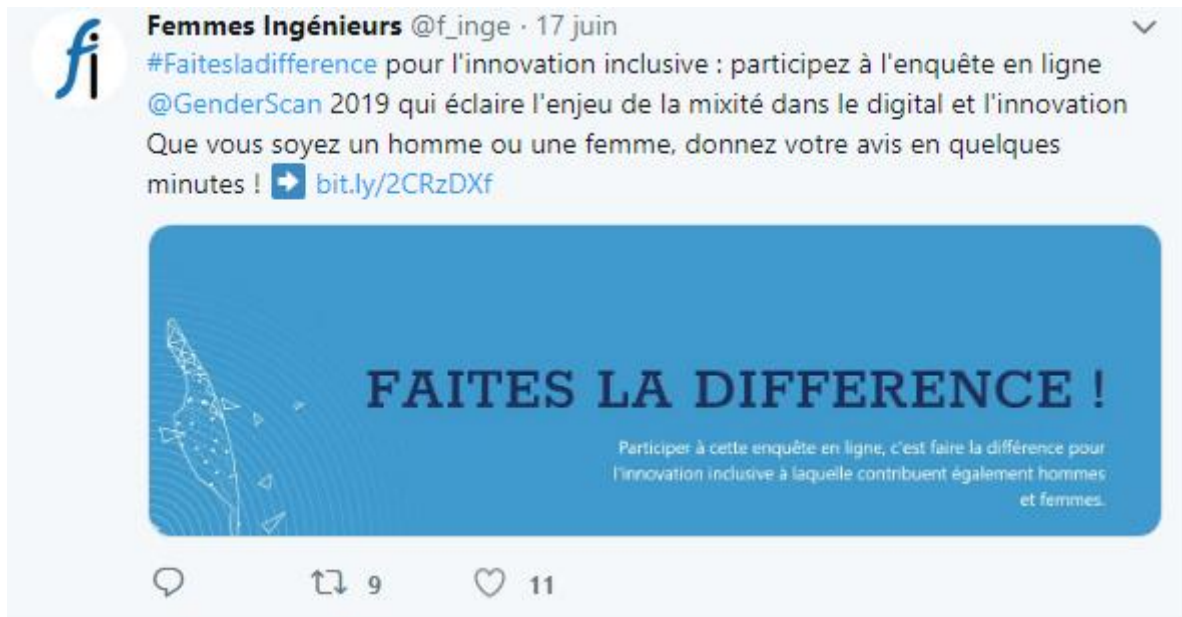 fi
Femmes Ingénieurs @f_inge · 17 juin
#Faitesladifference pour l'innovation inclusive : participez à l'enquête en ligne
@GenderScan 2019 qui éclaire l'enjeu de la mixité dans le digital et l'innovation
Que vous soyez un homme ou une femme, donnez votre avis en quelques
minutes ! ➡ bit.ly/2CRzDXf
FAITES LA DIFFERENCE !
Participer à cette enquête en ligne, c'est faire la différence pour
l'innovation inclusive à laquelle contribuent également hommes
et femmes.
9 11